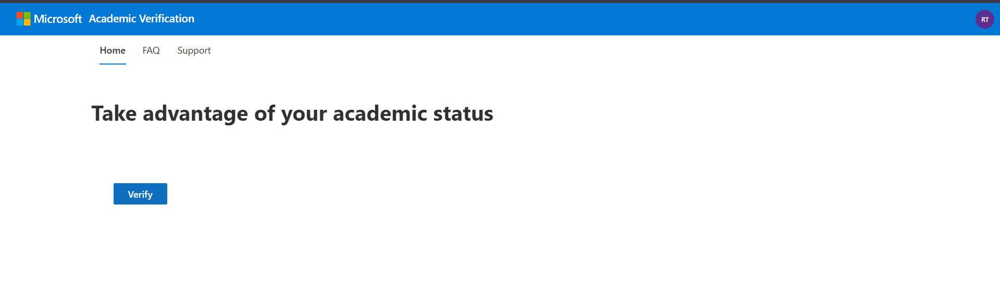 Microsoft Academic Verification
RT
Home FAQ Support
Take advantage of your academic status
Verify